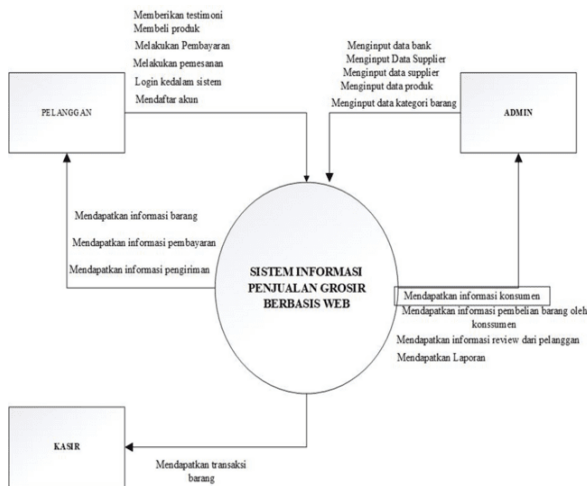 Memberikan testimoni
Membeli produk
Melakukan Pembayaran
Melakukan pemesanan
Login kedalam sistem
Mendaftar akun
PELANGGAN
Menginput data bank
Menginput Data Supplier
Menginput data supplier
Menginput data produk
Menginput data kategori barang
ADMIN
Mendapatkan informasi barang
Mendapatkan informasi pembayaran
Mendapatkan informasi pengiriman
SISTEM INFORMASI
PENJUALAN GROSIR
BERBASIS WEB
Mendapatkan informasi konsumen
Mendapatkan informasi pembelian barang oleh
konssumen
Mendapatkan informasi review dari pelanggan
Mendapatkan Laporan
KASIR
Mendapatkan transaksi
barang